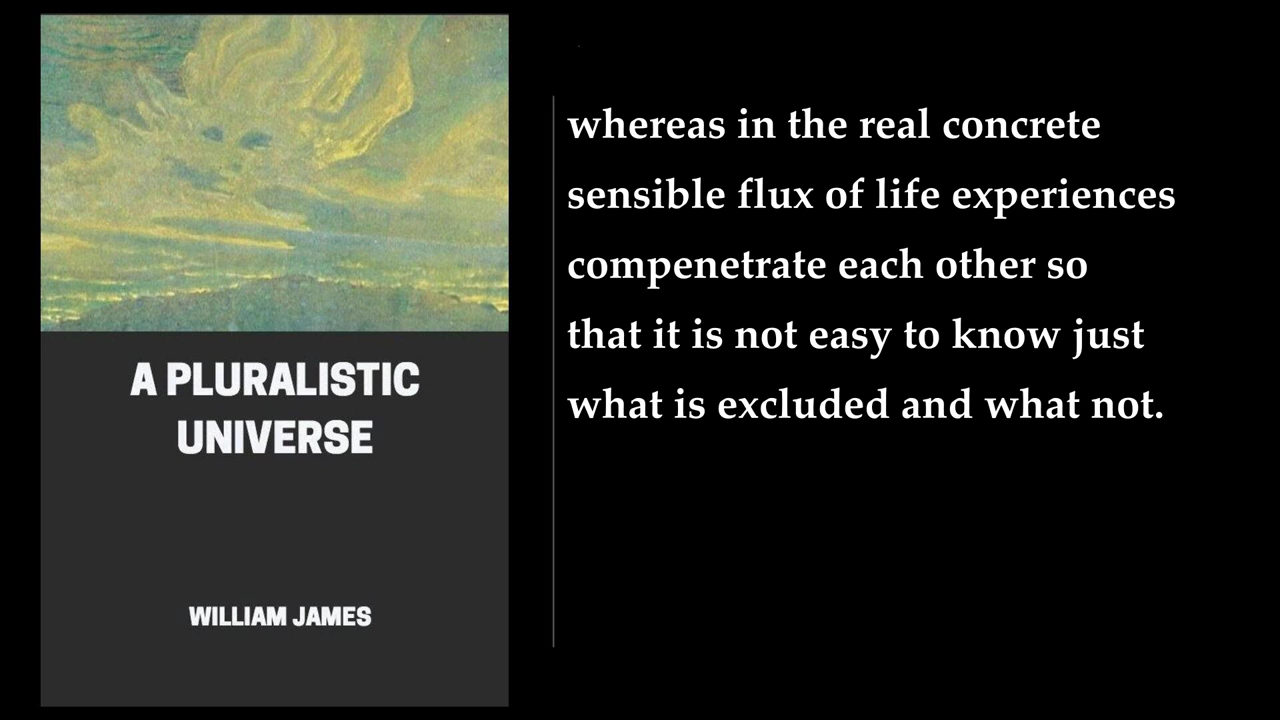 A PLURALISTIC
UNIVERSE
WILLIAM JAMES
whereas in the real concrete
sensible flux of life experiences
compenetrate each other so
that it is not easy to know just
what is excluded and what not.